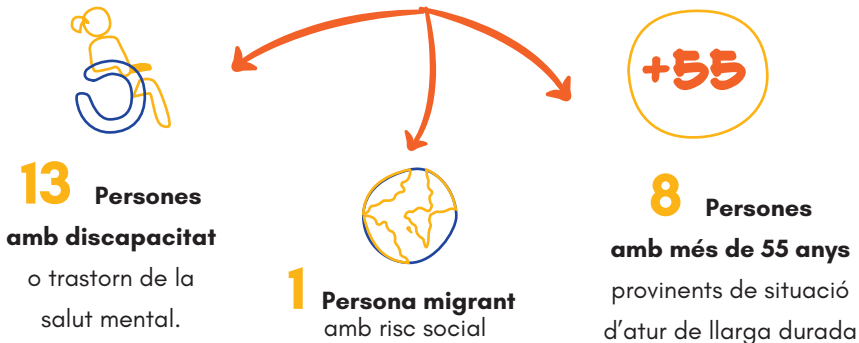 13 Persones
amb discapacitat
o trastorn de la
salut mental.
1 Persona migrant
amb risc social
+55
8 Persones
amb més de 55 anys
provinents de situació
d'atur de llarga durada